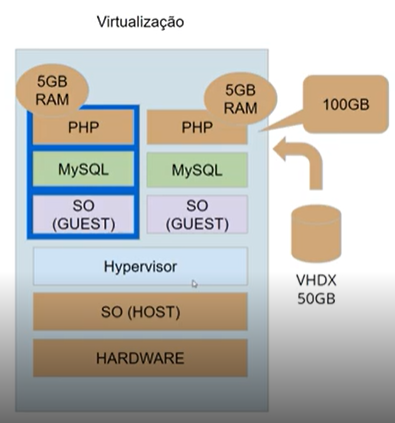 Virtualização
5GB
RAM
5GB
RAM
100GB
PHP
PHP
MySQL
MySQL
SO
(GUEST)
SO
(GUEST)
Hypervisor
VHDX
50GB
SO (HOST)
HARDWARE